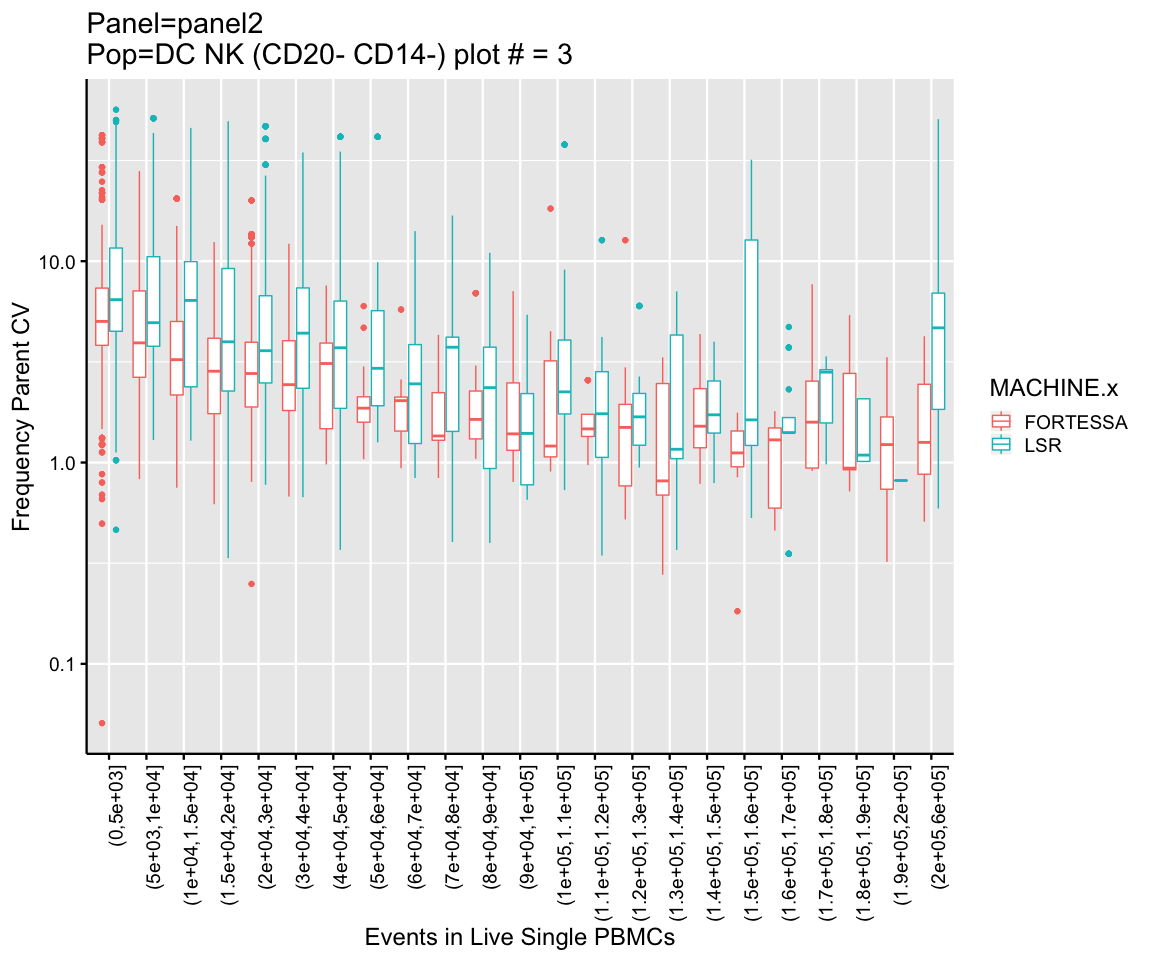 Panel=panel2
Pop=DC NK (CD20- CD14-) plot # = 3
Frequency Parent CV
10.0
1.0
0.1
(0,5e+03]
(5e+03,1e+04]
(1e+04,1.5e+04]
(1.5e+04,2e+04]
(2e+04,3e+04]
(3e+04,4e+04]
(4e+04,5e+04]
(5e+04,6e+04]
(6e+04,7e+04]
(7e+04,8e+04]
(8e+04,9e+04]
(9e+04,1e+05]
(1e+05,1.1e+05]
(1.1e+05,1.2e+05]
(1.2e+05,1.3e+05]
(1.3e+05,1.4e+05]
(1.4e+05,1.5e+05]
(1.5e+05,1.6e+05]
(1.6e+05,1.7e+05]
(1.7e+05,1.8e+05]
(1.8e+05,1.9e+05]
(1.9e+05,2e+05]
(2e+05,6e+05]
Events in Live Single PBMCs
MACHINE.x
FORTESSA
LSR